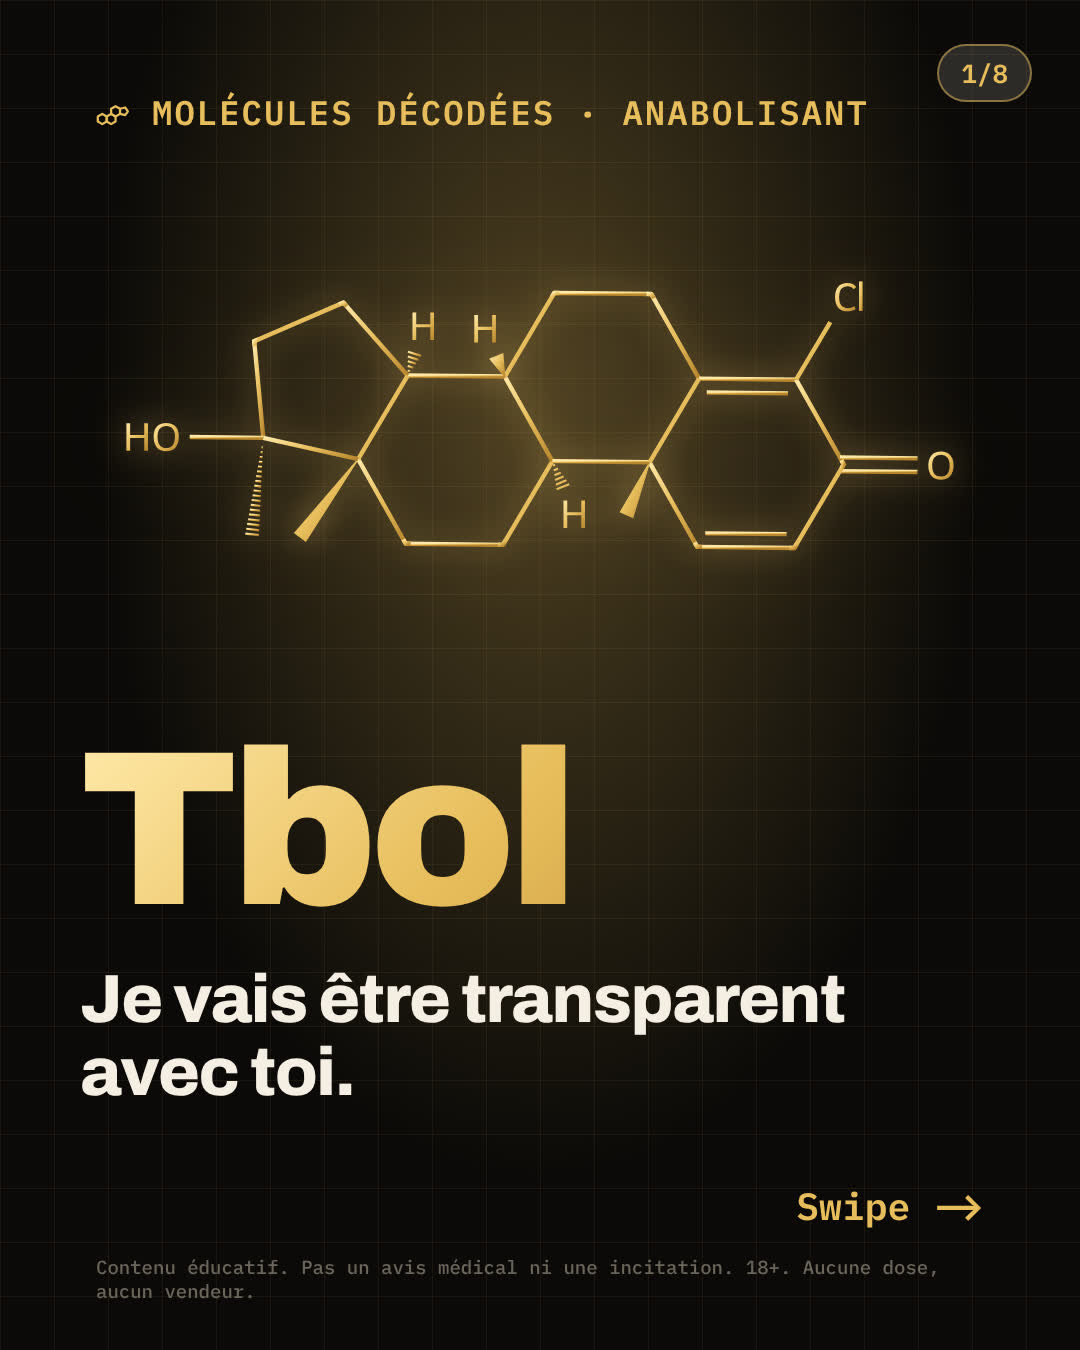 1/8
MOLÉCULES DÉCODÉES · ANABOLISANT
Cl
H H
HO
O
H
Tbol
Je vais être transparent
avec toi.
Swipe →
Contenu éducatif. Pas un avis médical ni une incitation. 18+. Aucune dose,
aucun vendeur.